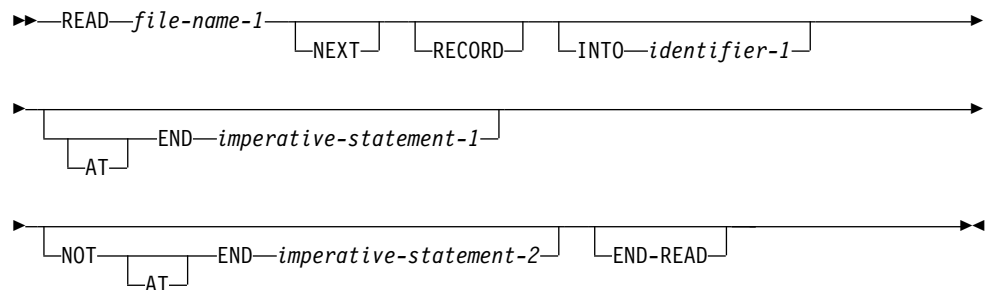 READ file-name-1 NEXT RECORD INTO identifier-1
AT END imperative-statement-1
NOT AT END imperative-statement-2 END-READ